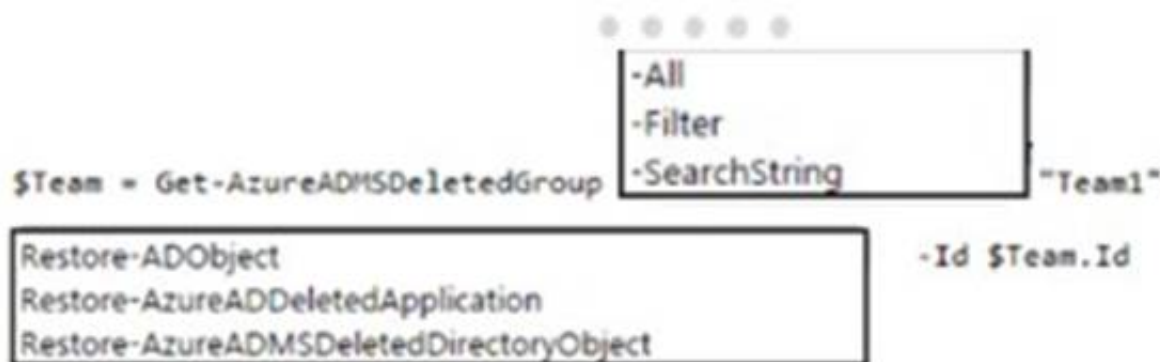 -All
-Filter
$Team = Get-AzureADMSDeletedGroup -SearchString "Team1"
Restore-ADObject -Id $Team.Id
Restore-AzureADDeletedApplication
Restore-AzureADMSDeletedDirectoryObject